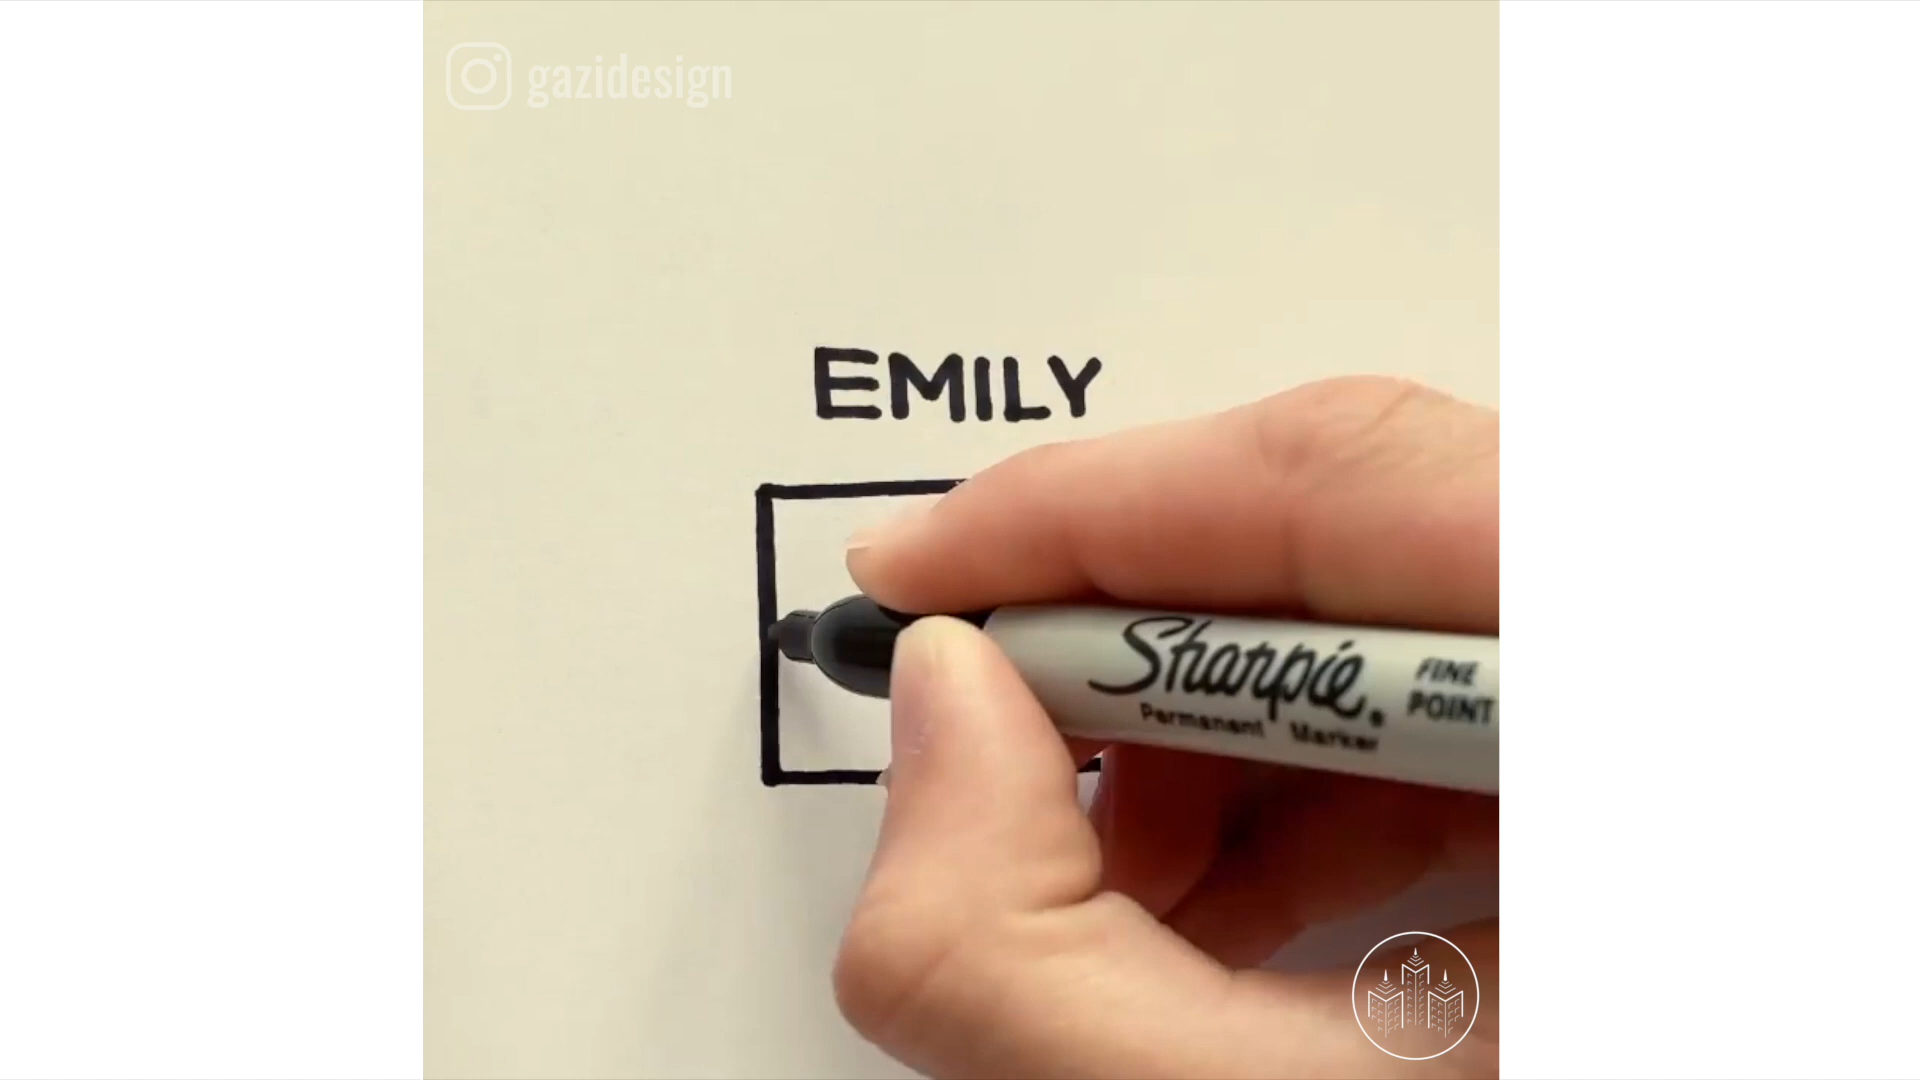 gazidesign
EMILY
Sharpie®
Permanent Marker
FINE
POINT